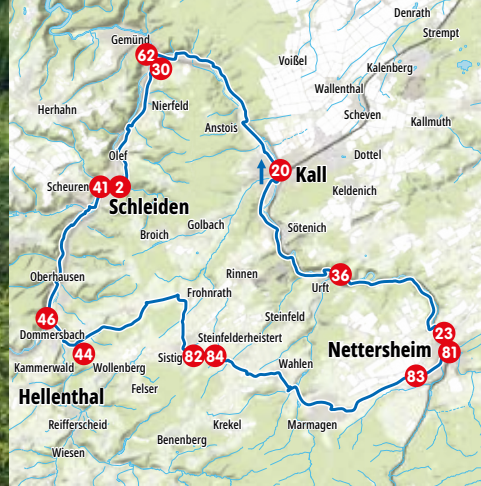 Denrath
Strempt
Gemünd
62
30
Voißel
Kalenberg
Wallenthal
Herhahn
Nierfeld
Scheven
Kallmuth
Anstois
Olef
Dottel
20
Kall
Scheuren
41
2
Keldenich
Schleiden
Broich
Golbach
Sötenich
Oberhausen
Rinnen
36
Urft
Frohnrath
46
Steinfeld
23
Dommersbach
Steinfelderheistert
Nettersheim
81
44
Sistig
82
84
Wahlen
83
Kammerwald
Wollenberg
Felser
Hellenthal
Reifferscheid
Krekel
Marmagen
Benenberg
Wiesen